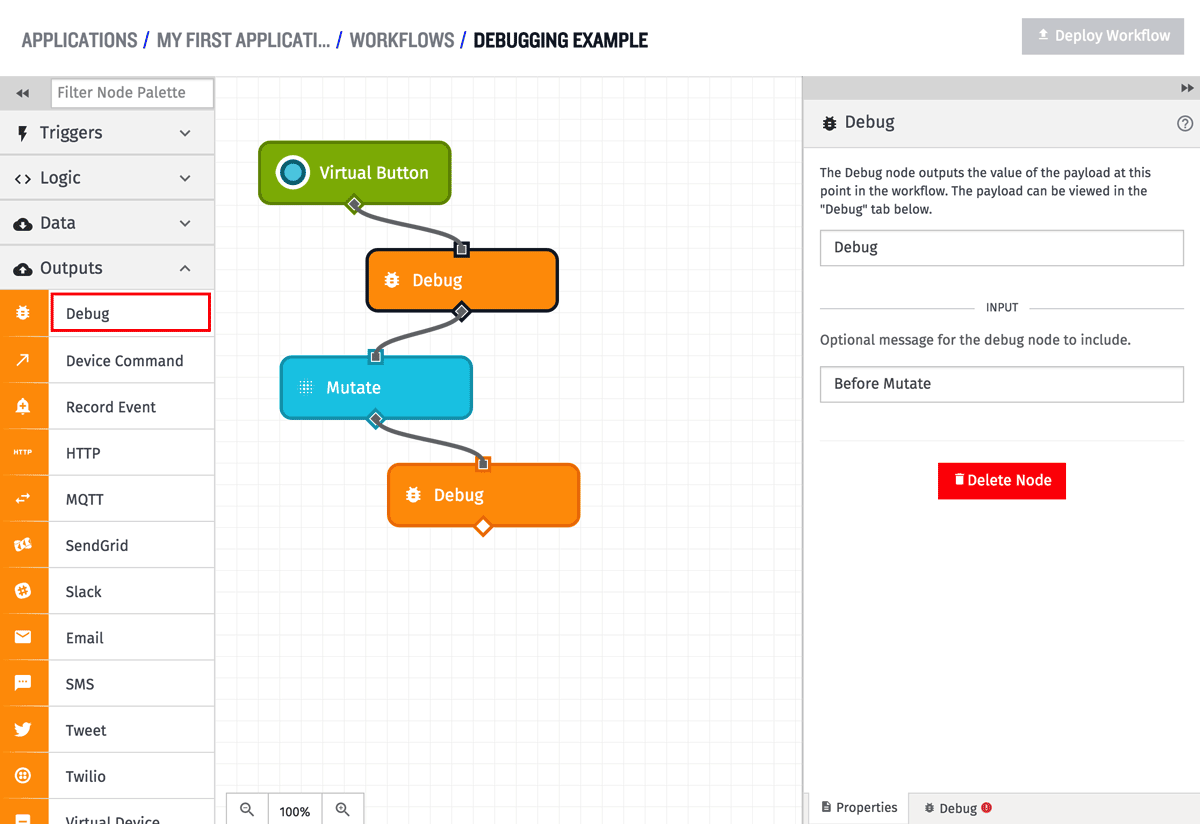 APPLICATIONS / MY FIRST APPLICATI... / WORKFLOWS / DEBUGGING EXAMPLE
Deploy Workflow
Filter Node Palette
Triggers
Logic
Data
Outputs
Debug
Device Command
Record Event
HTTP
HTTP
MQTT
SendGrid
Slack
Email
SMS
Tweet
Twilio
Virtual Device
Virtual Button
Debug
Mutate
Debug
100%
Debug
The Debug node outputs the value of the payload at this
point in the workflow. The payload can be viewed in the
"Debug" tab below.
Debug
INPUT
Optional message for the debug node to include.
Before Mutate
Delete Node
Properties
Debug